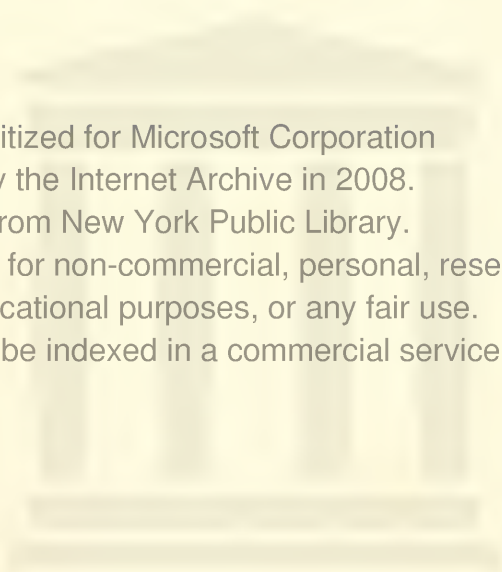 itized for Microsoft Corporation
y the Internet Archive in 2008.
rom New York Public Library.
for non-commercial, personal, rese
cational purposes, or any fair use.
be indexed in a commercial service